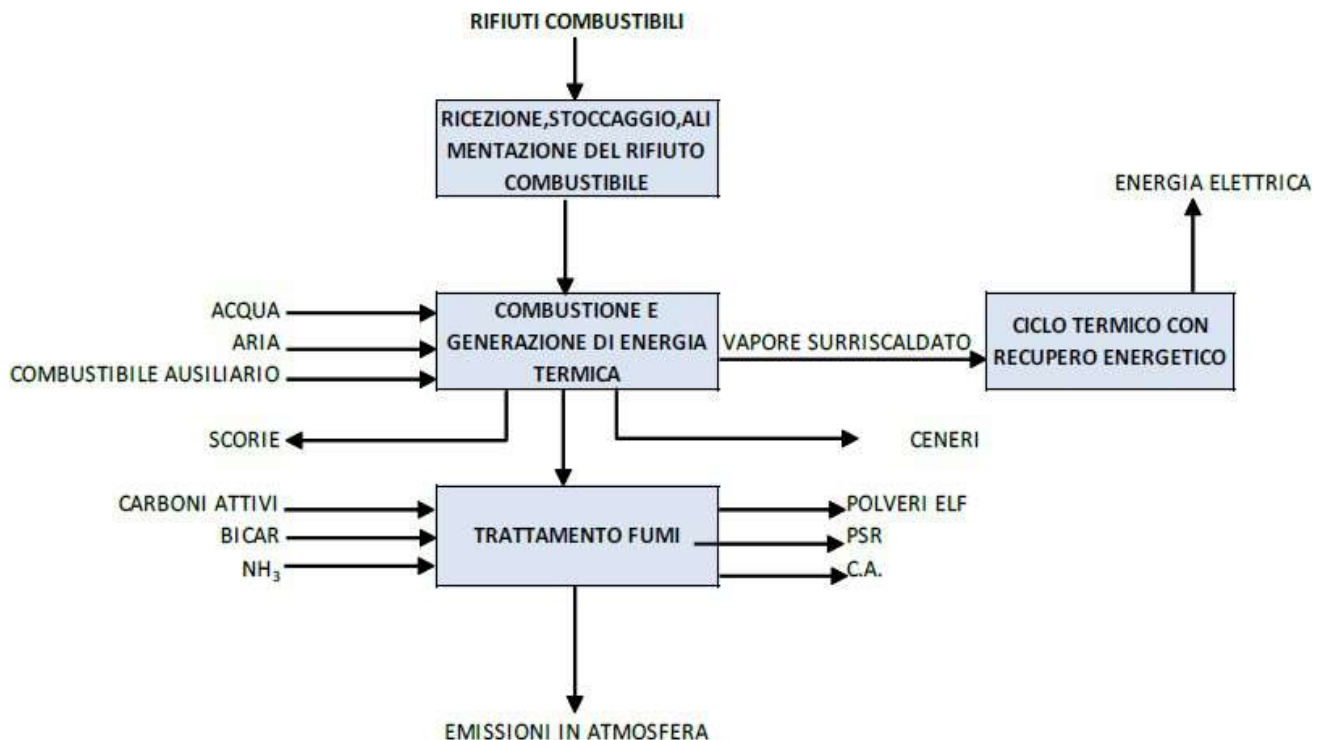 RIFIUTI COMBUSTIBILI
RICEZIONE,STOCCAGGIO,ALI
MENTAZIONE DEL RIFIUTO
COMBUSTIBILE
ENERGIA ELETTRICA
ACQUA
ARIA
COMBUSTIBILE AUSILIARIO
COMBUSTIONE E
GENERAZIONE DI ENERGIA
TERMICA
VAPORE SURRISCALDATO
CICLO TERMICO CON
RECUPERO ENERGETICO
SCORIE
CENERI
CARBONI ATTIVI
BICAR
NH₃
TRATTAMENTO FUMI
POLVERI ELF
PSR
C.A.
EMISSIONI IN ATMOSFERA